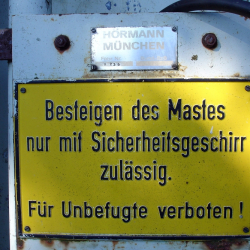 HÖRMANN
MÜNCHEN
Besteigen des Mastes
nur mit Sicherheitsgeschirr
zulässig.
Für Unbefugte verboten!